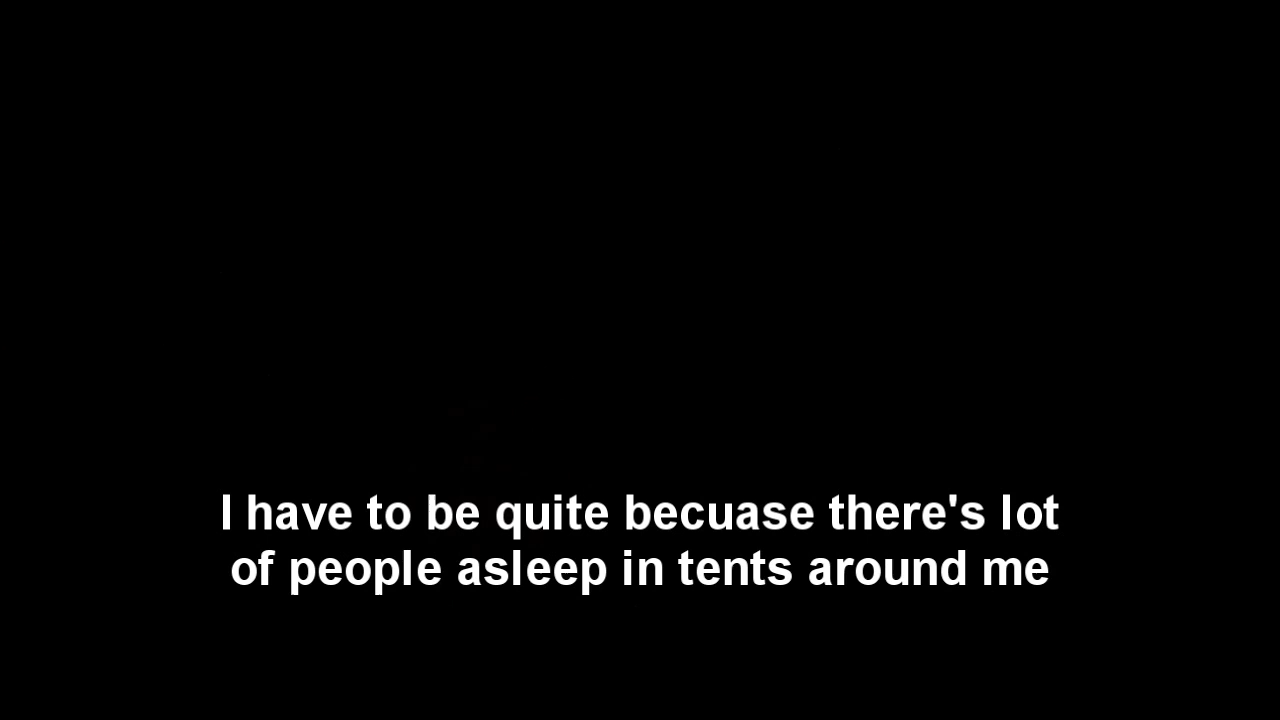 I have to be quite becuase there's lot
of people asleep in tents around me